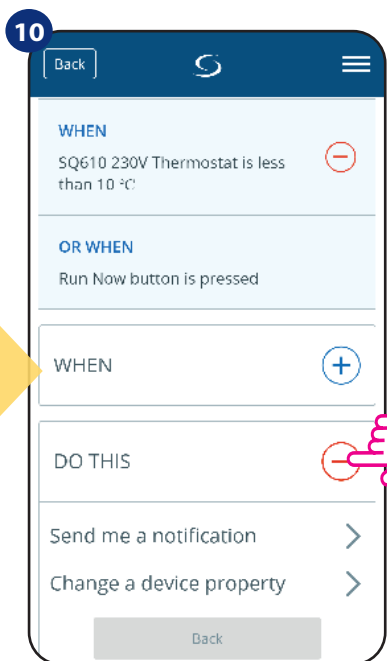 10
Back
WHEN
SQ610 230V Thermostat is less
than 10 °C
OR WHEN
Run Now button is pressed
WHEN
DO THIS
Send me a notification
Change a device property
Back